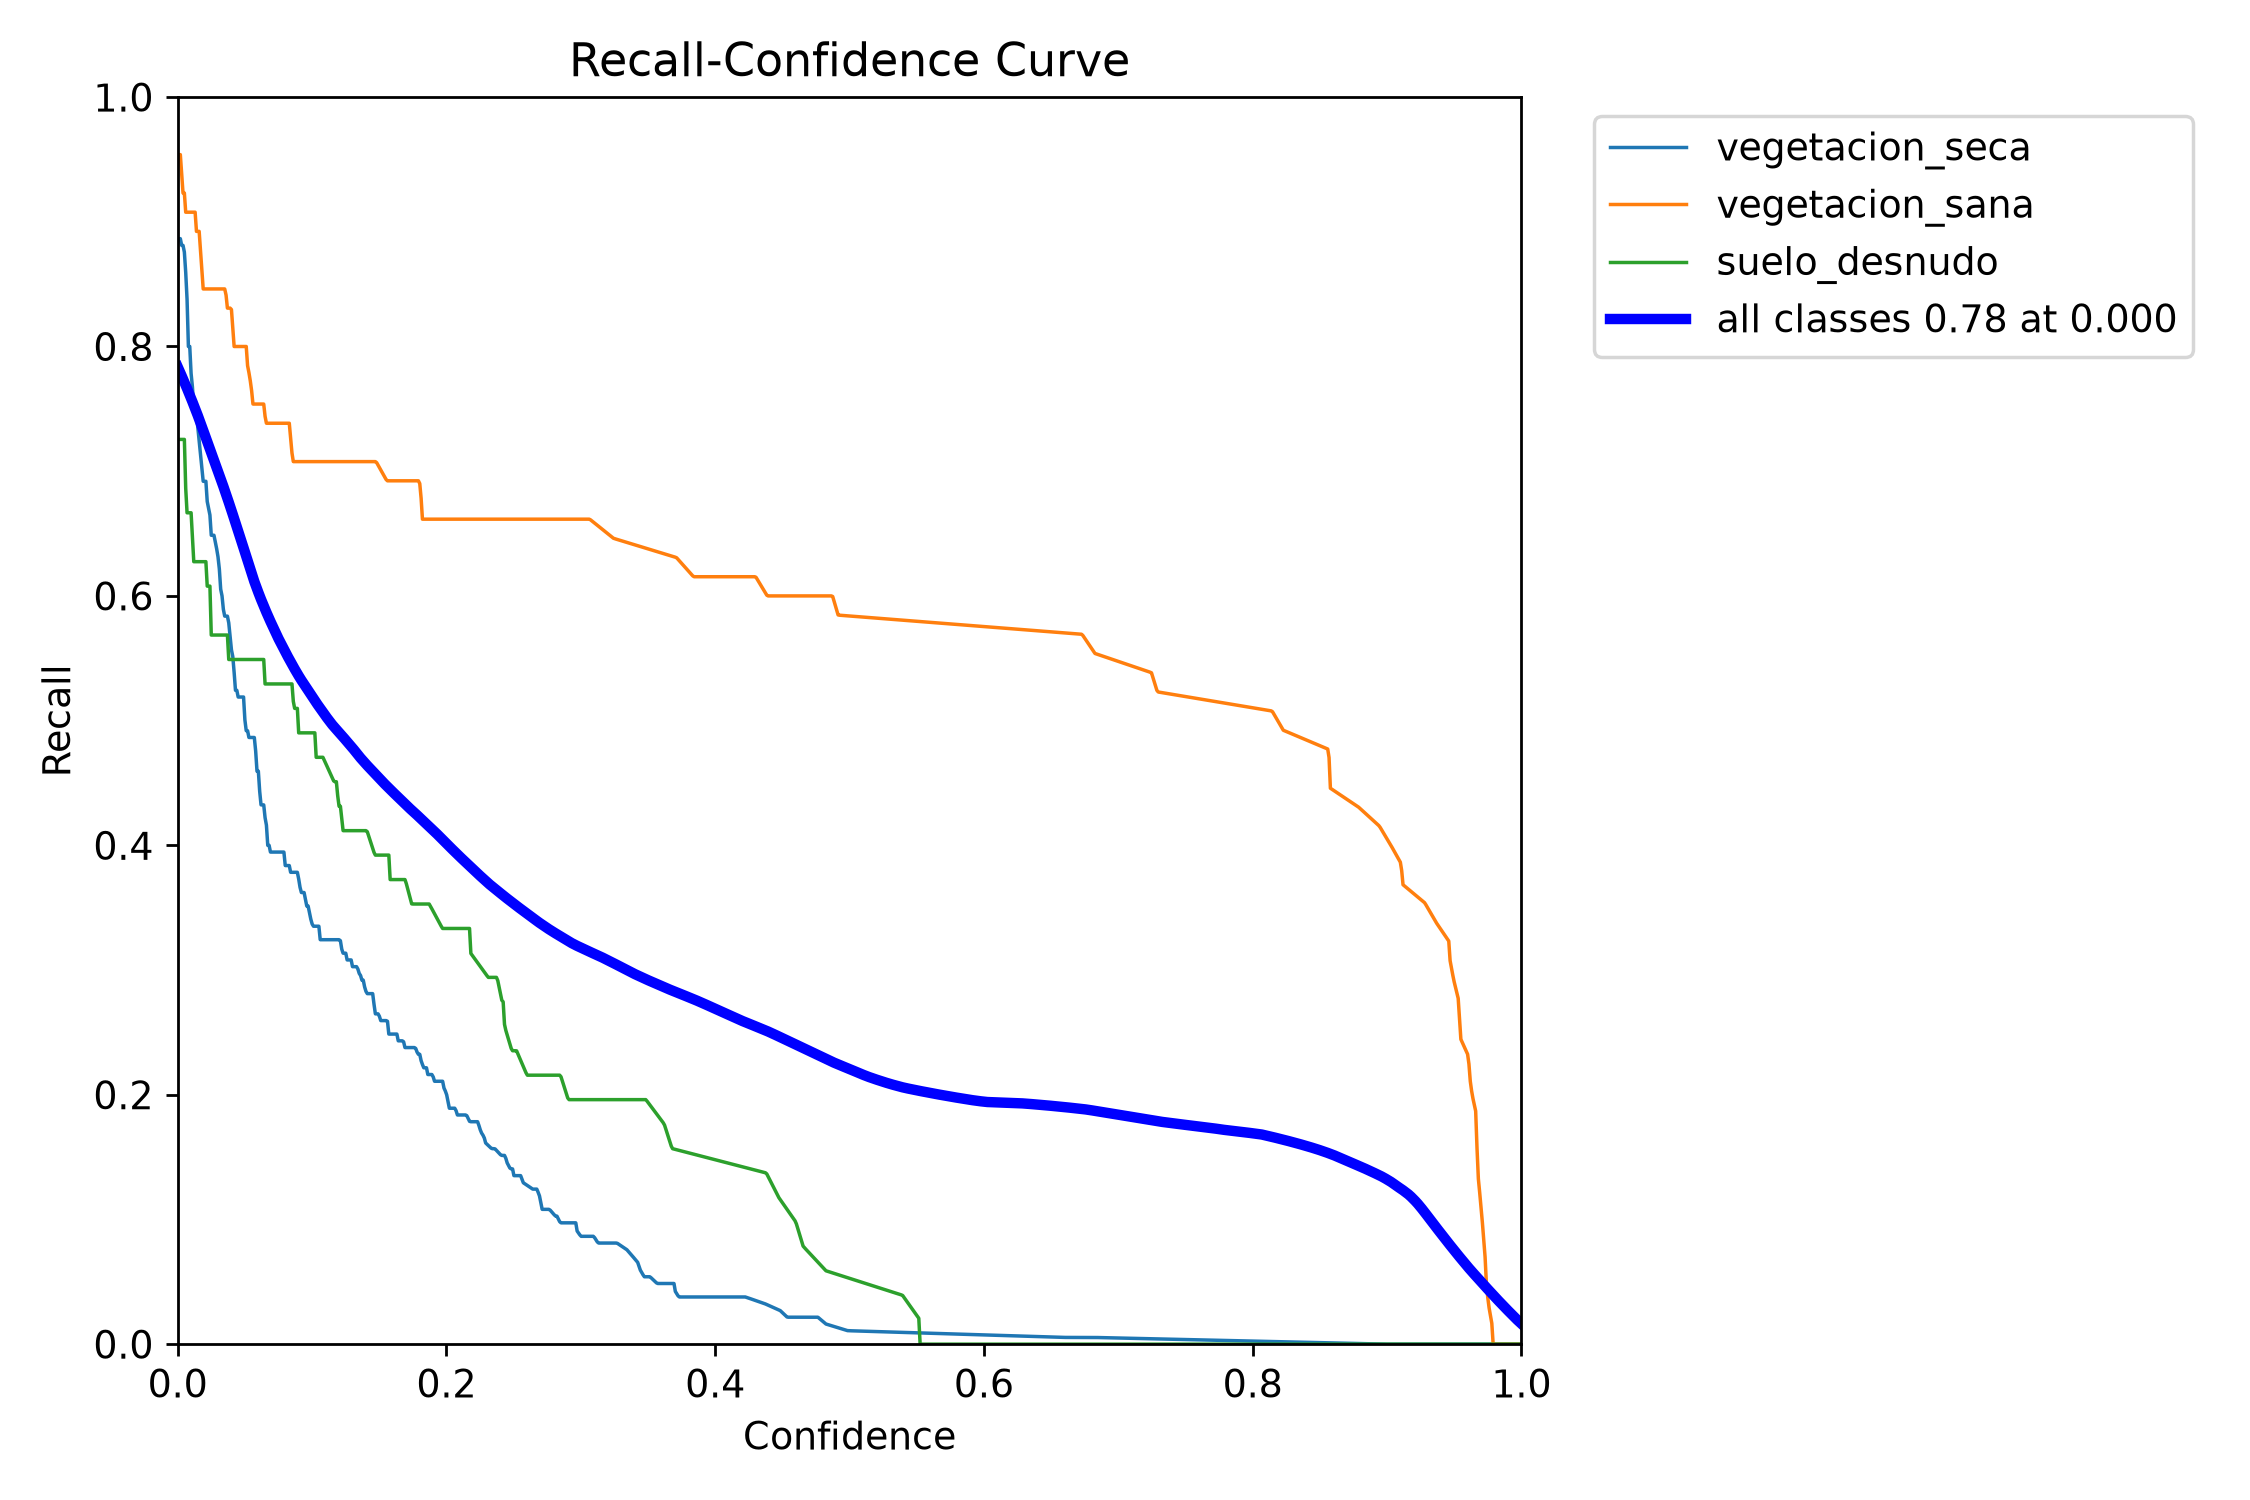 Recall-Confidence Curve
1.0
0.8
0.6
0.4
0.2
0.0
Recall
0.0 0.2 0.4 0.6 0.8 1.0
Confidence
vegetacion_seca
vegetacion_sana
suelo_desnudo
all classes 0.78 at 0.000